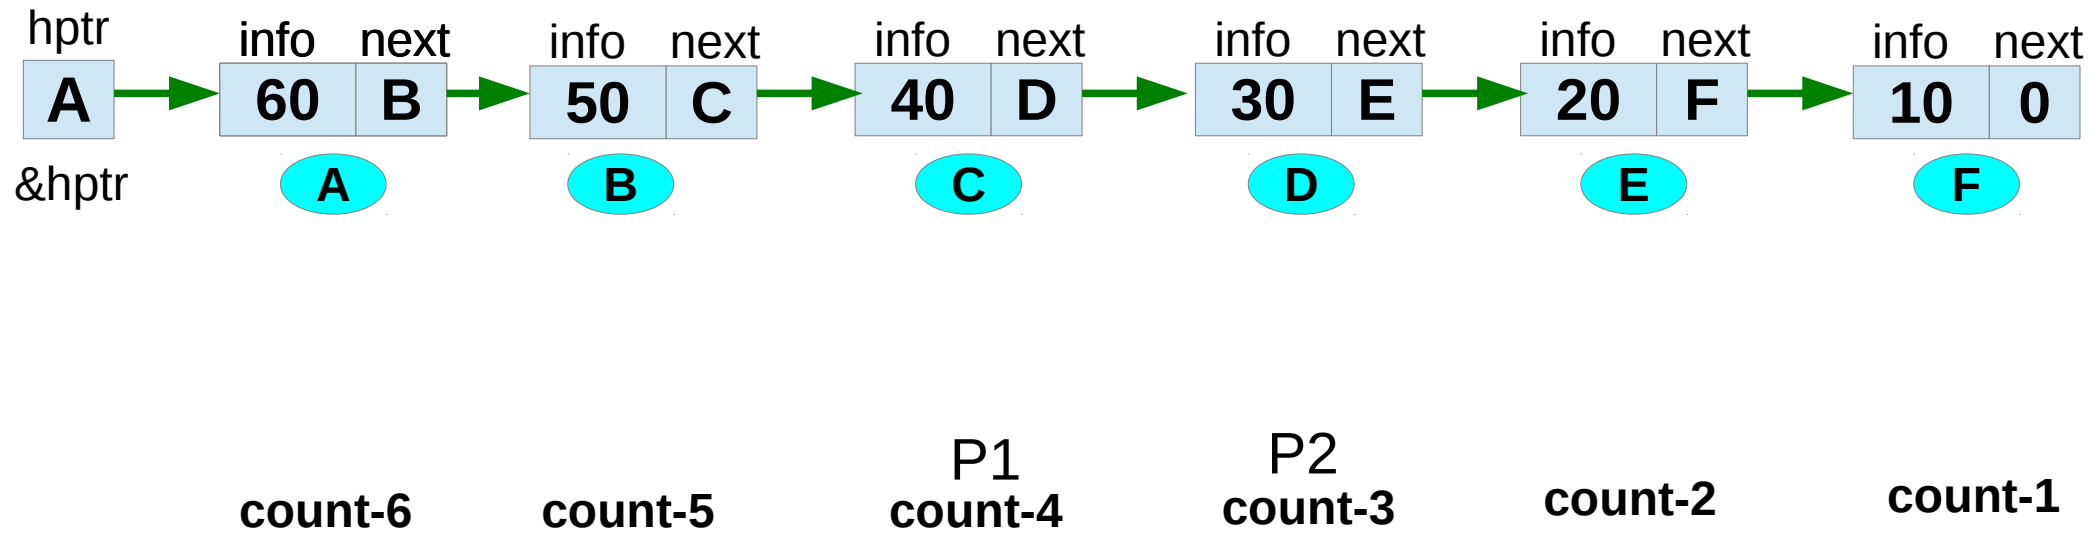 hptr info next info next info next info next info next info next
A 60 B 50 C 40 D 30 E 20 F 10 0
&hptr A B C D E F
P1 P2
count-6 count-5 count-4 count-3 count-2 count-1